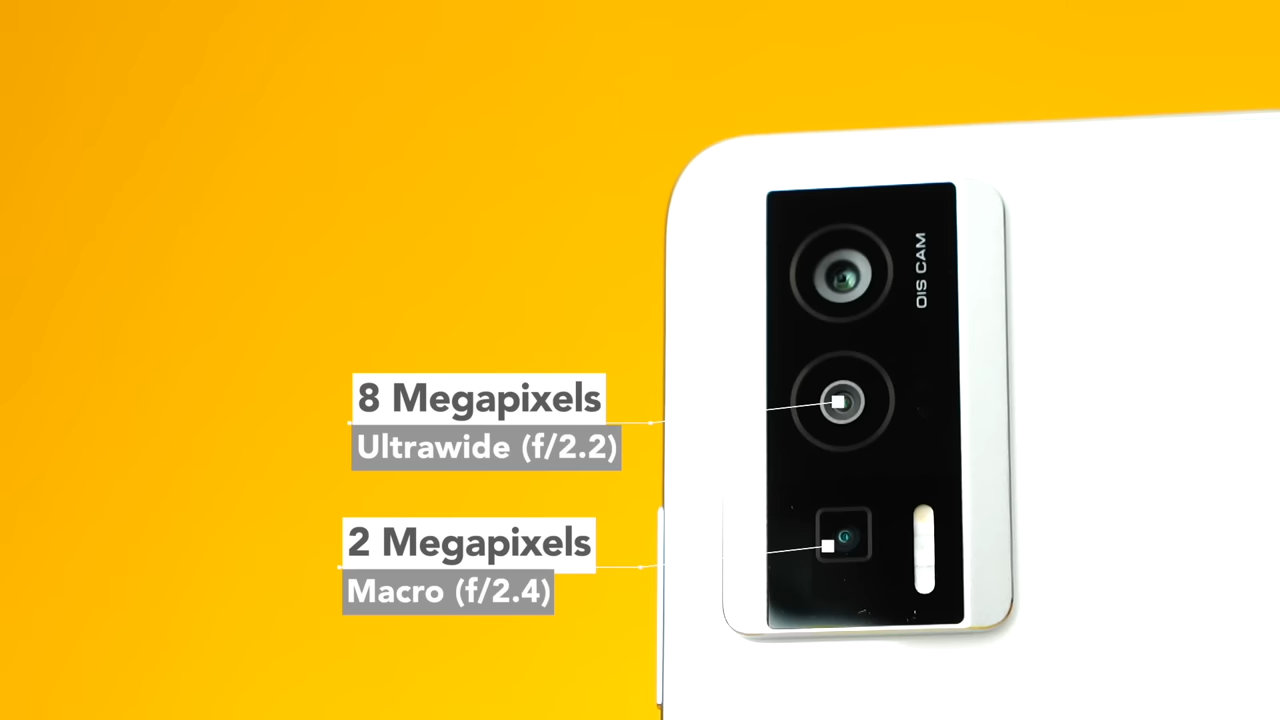 OIS CAM
8 Megapixels
Ultrawide (f/2.2)
2 Megapixels
Macro (f/2.4)